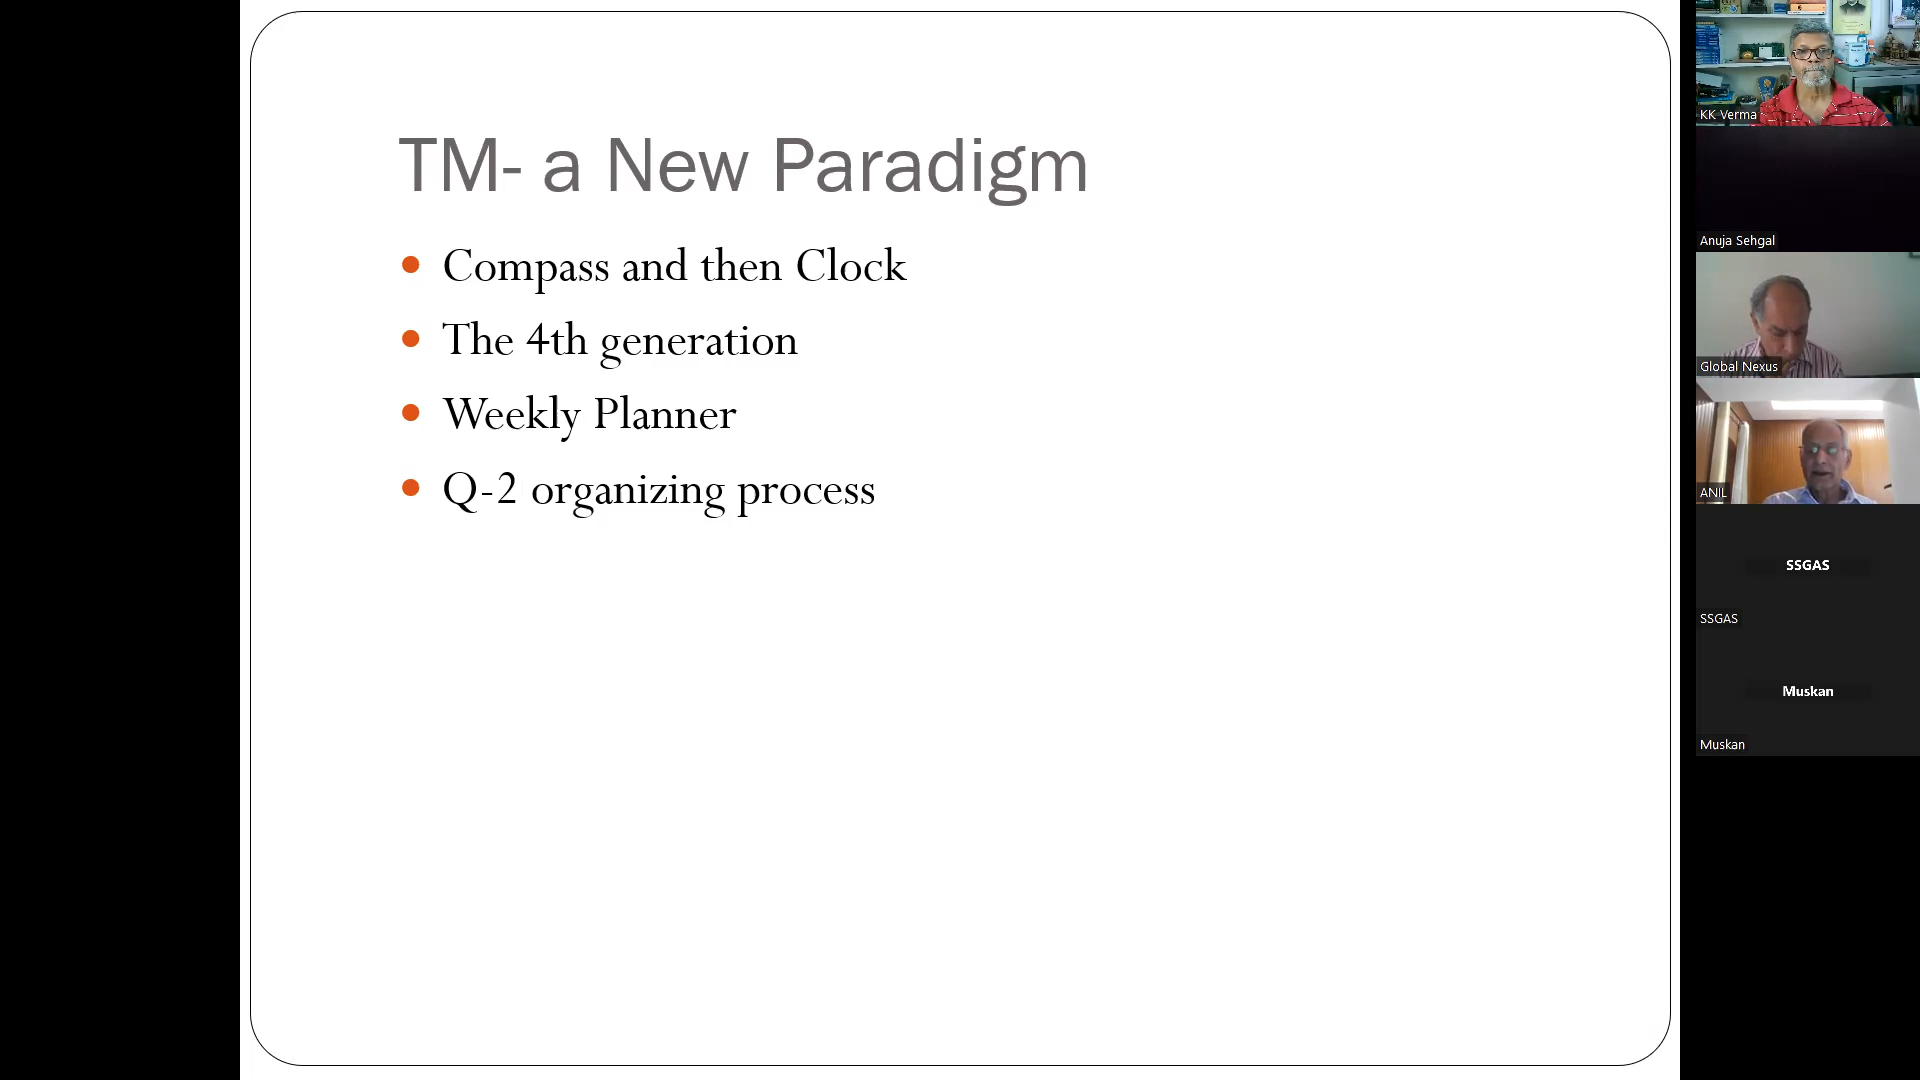 TM- a New Paradigm
Compass and then Clock
The 4th generation
Weekly Planner
Q-2 organizing process
KK Verma
Anuja Sehgal
Global Nexus
ANIL
SSGAS
SSGAS
Muskan
Muskan